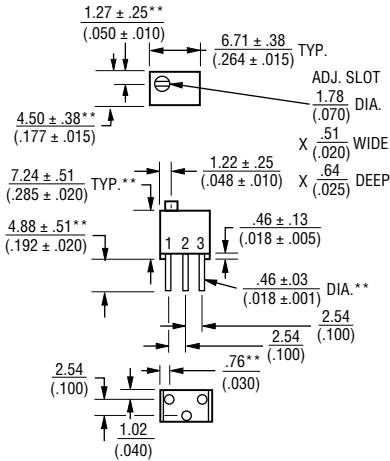 1.27 ± .25**
(.050 ± .010)
6.71 ± .38 TYP.
(.264 ± .015)
ADJ. SLOT
1.78 DIA.
(.070)
4.50 ± .38**
(.177 ± .015)
X .51 WIDE
(.020)
7.24 ± .51 TYP.**
(.285 ± .020)
1.22 ± .25
(.048 ± .010)
X .64 DEEP
(.025)
4.88 ± .51**
(.192 ± .020)
.46 ± .13
(.018 ± .005)
1 2 3
.46 ±.03 DIA.**
(.018 ±.001)
2.54
(.100)
2.54
(.100)
2.54
(.100)
.76**
(.030)
1.02
(.040)